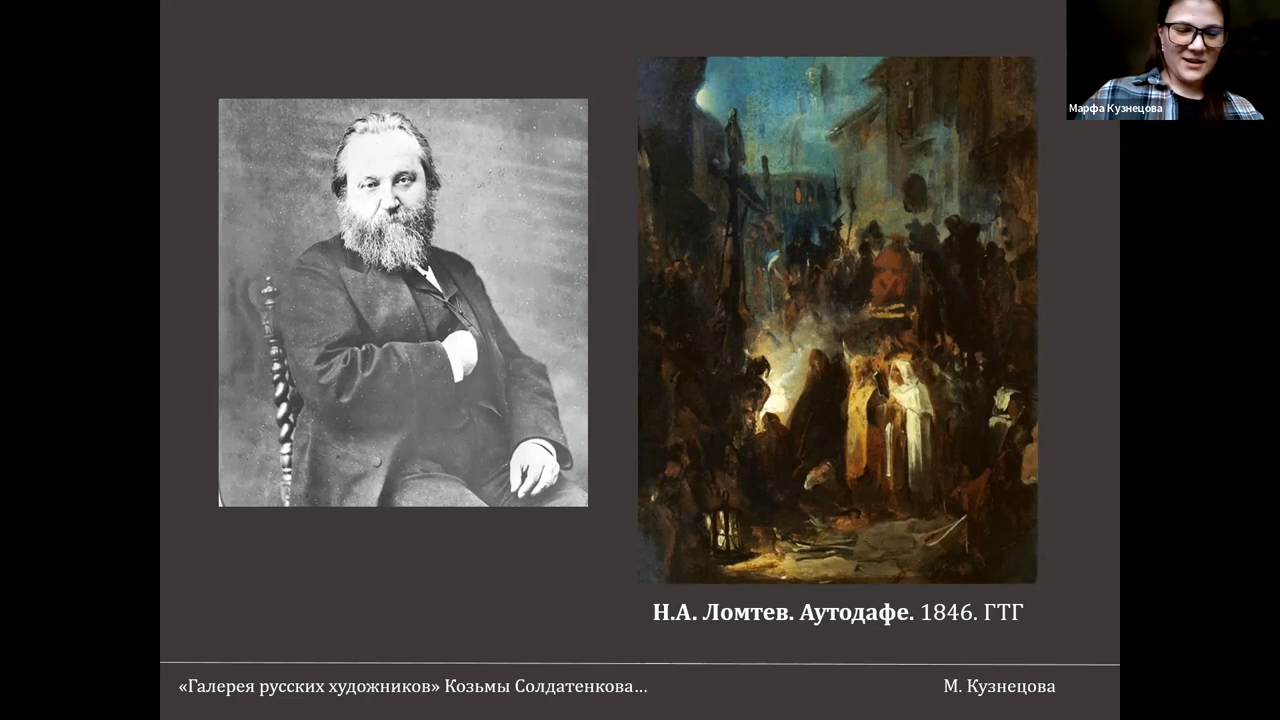 Марфа Кузнецова
Н.А. Ломтев. Аутодафе. 1846. ГТГ
«Галерея русских художников» Козьмы Солдатенкова...
М. Кузнецова